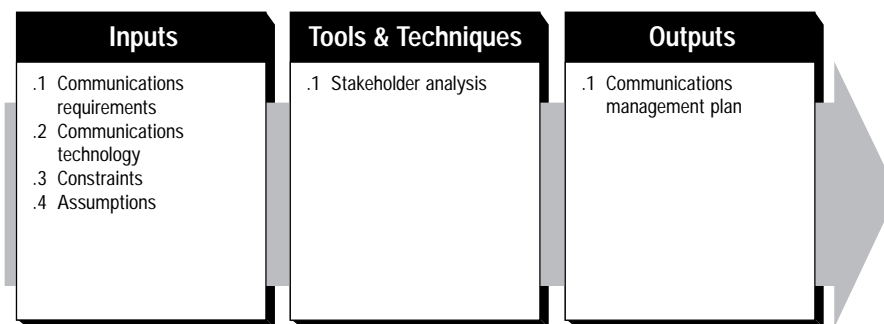 Inputs
.1 Communications
requirements
.2 Communications
technology
.3 Constraints
.4 Assumptions
Tools & Techniques
.1 Stakeholder analysis
Outputs
.1 Communications
management plan